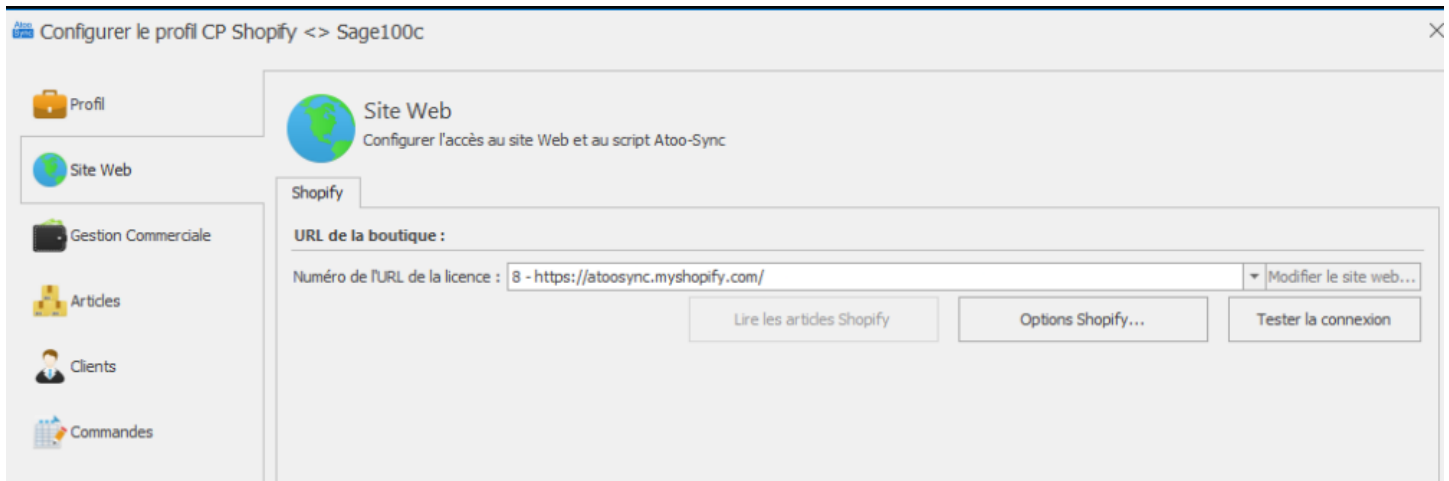 Atoo Sync
Configurer le profil CP Shopify <> Sage100c
Profil
Site Web
Gestion Commerciale
Articles
Clients
Commandes
Site Web
Configurer l'accès au site Web et au script Atoo-Sync
Shopify
URL de la boutique :
Numéro de l'URL de la licence : 8 - https://atoosync.myshopify.com/ Modifier le site web...
Lire les articles Shopify Options Shopify... Tester la connexion